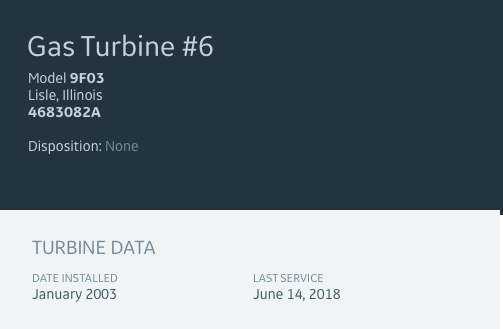 Gas Turbine #6
Model 9F03
Lisle, Illinois
4683082A
Disposition: None
TURBINE DATA
DATE INSTALLED
January 2003
LAST SERVICE
June 14, 2018